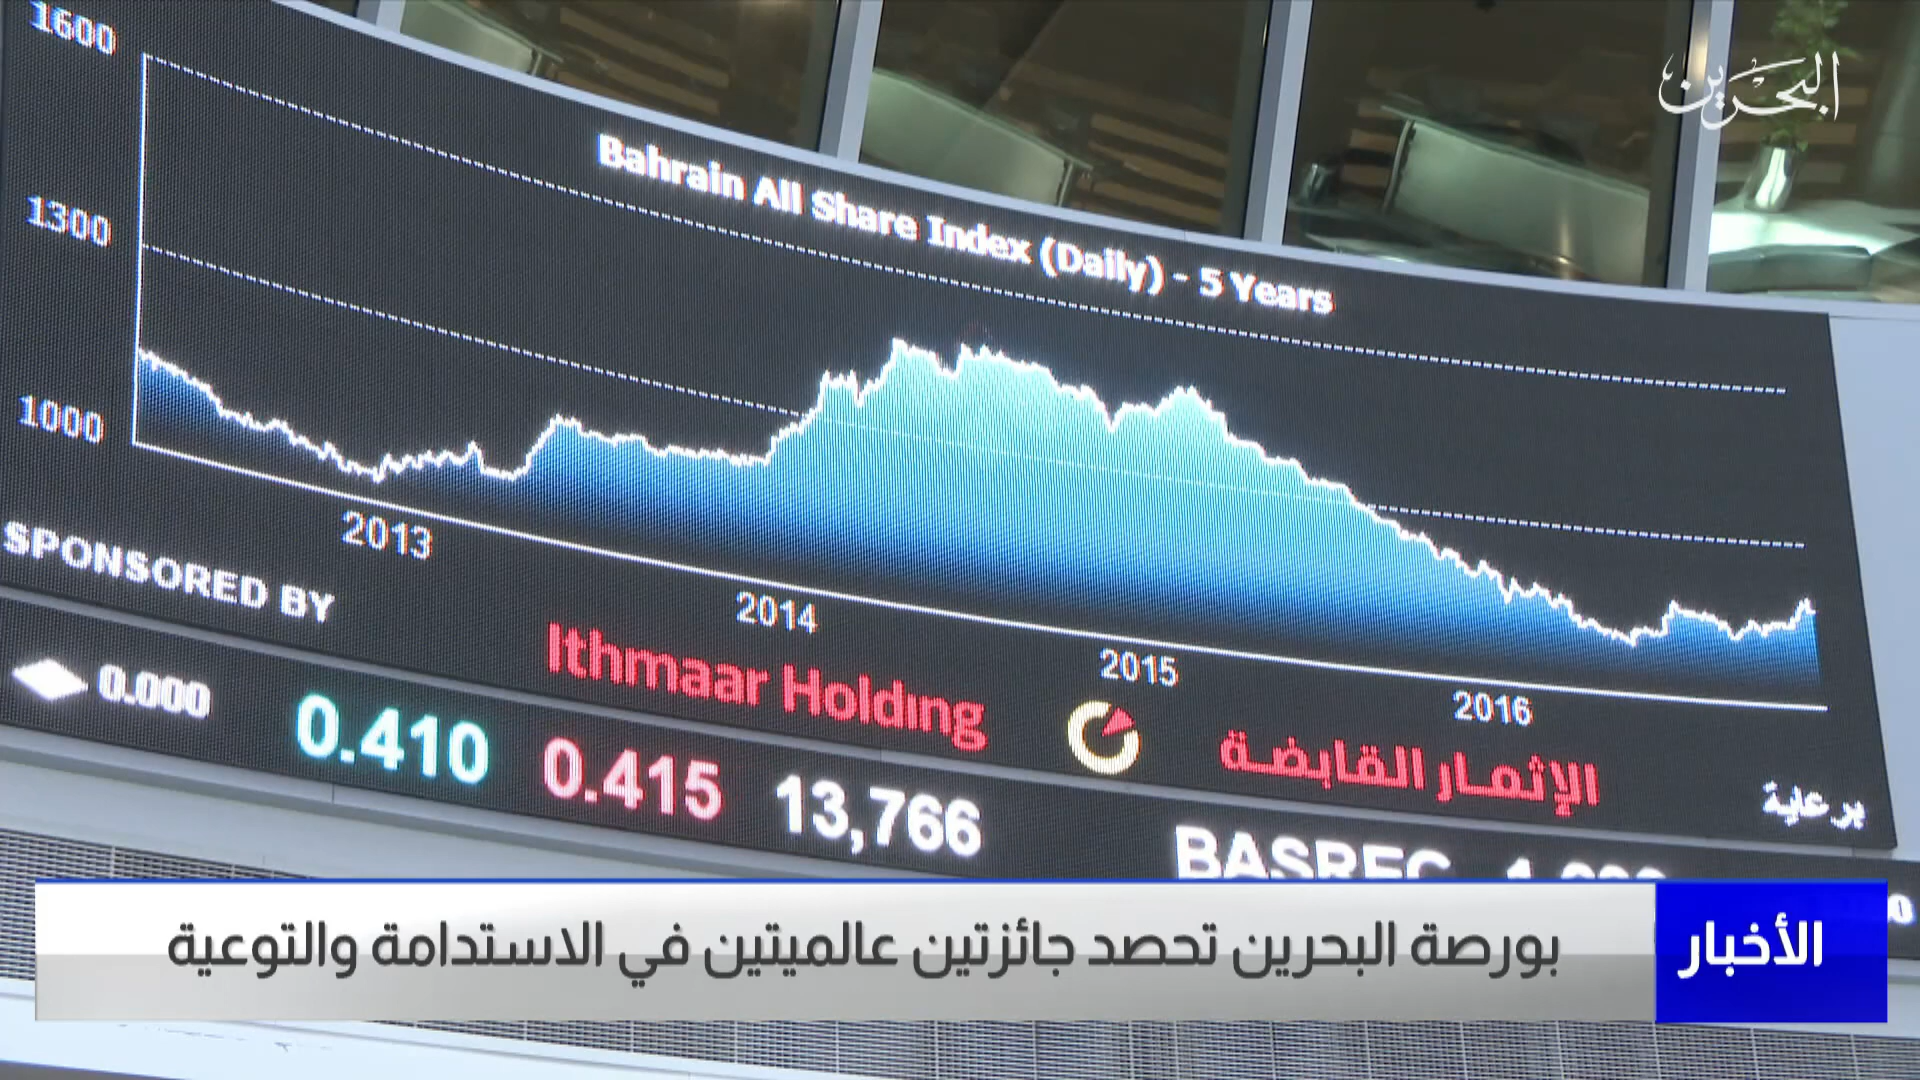 البحرين
1600
Bahrain All Share Index (Daily) - 5 Years
1300
1000
2013
2014
2015
2016
SPONSORED BY
Ithmaar Holding
الإثمار القابضة
برعاية
0.000
0.410
0.415
13,766
BASREC
الأخبار
بورصة البحرين تحصد جائزتين عالميتين في الاستدامة والتوعية